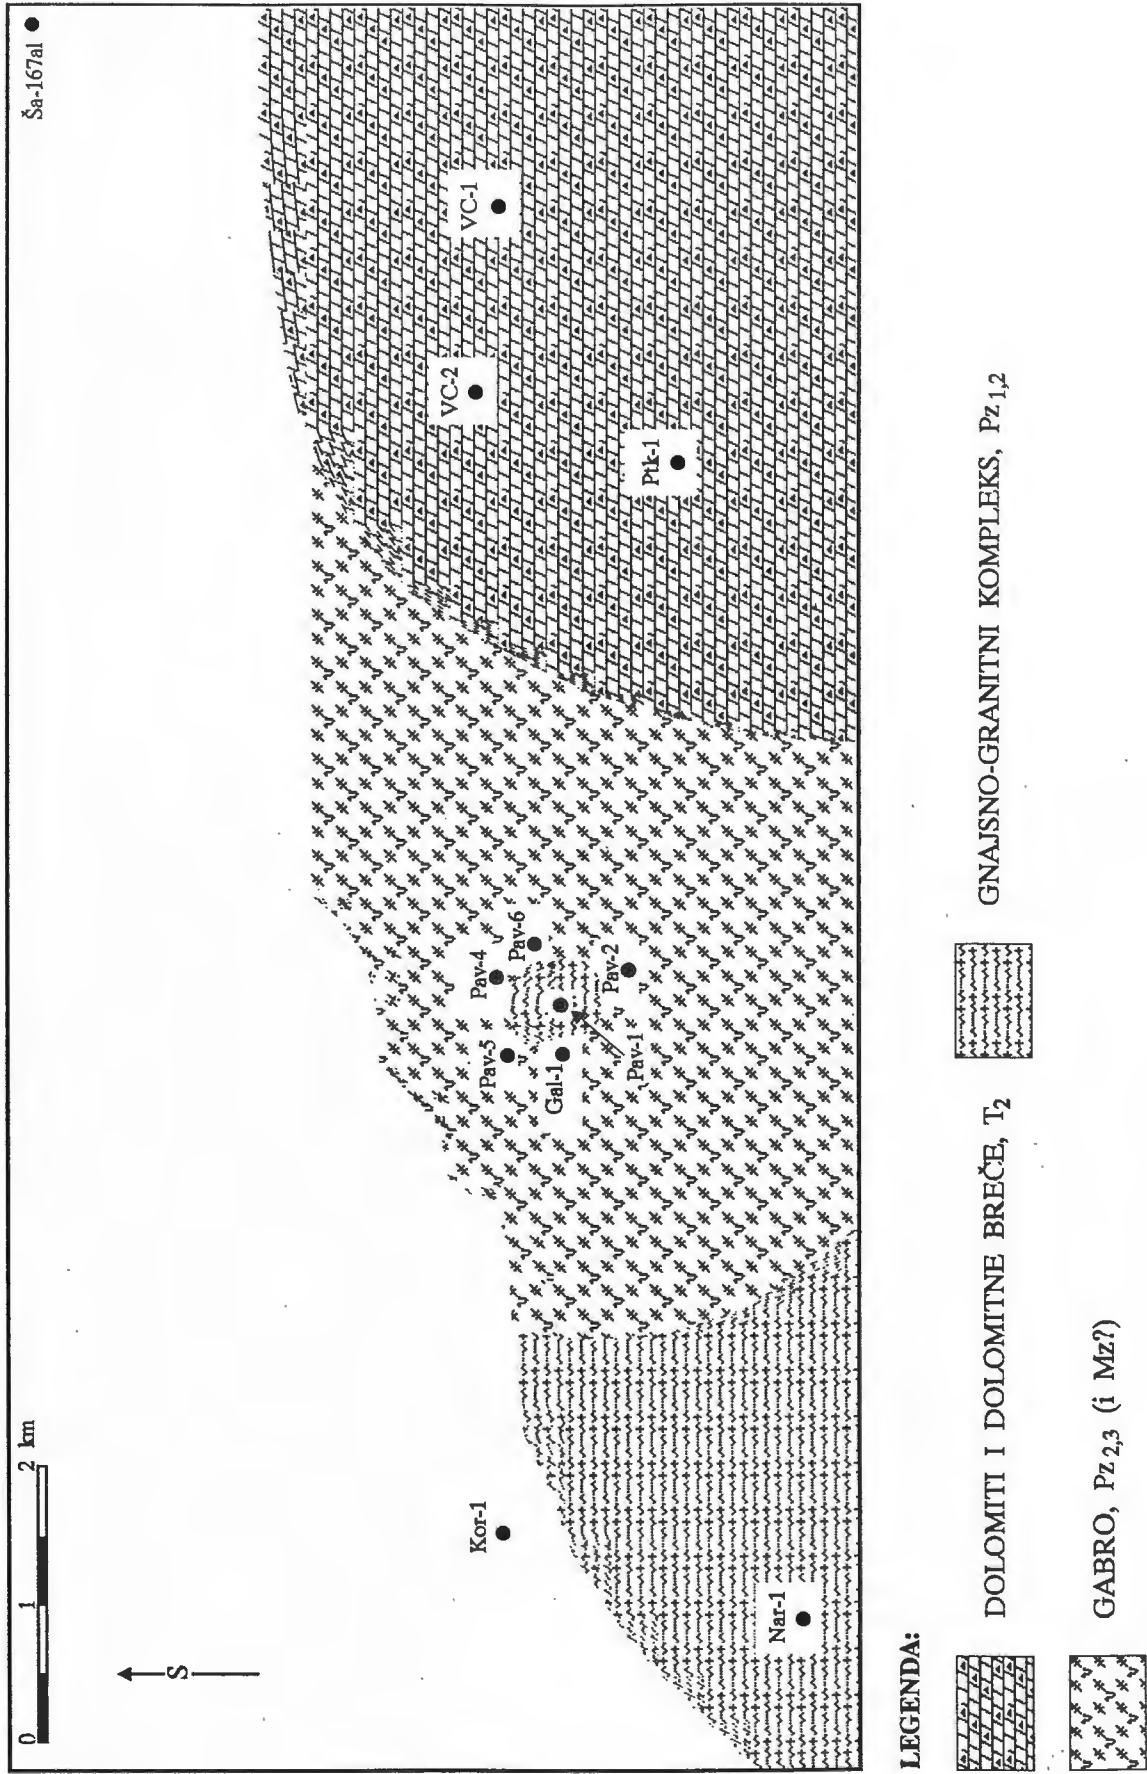 0 1 2 km
S
Ša-167al
Kor-1
Nar-1
Pav-5
Pav-4
Pav-6
Gal-1
Pav-1
Pav-2
VC-2
VC-1
Ptk-1
LEGENDA:
DOLOMITI I DOLOMITNE BREČE, T2
GNAJSNO-GRANITNI KOMPLEKS, Pz1,2
GABRO, Pz2,3 (i Mz?)